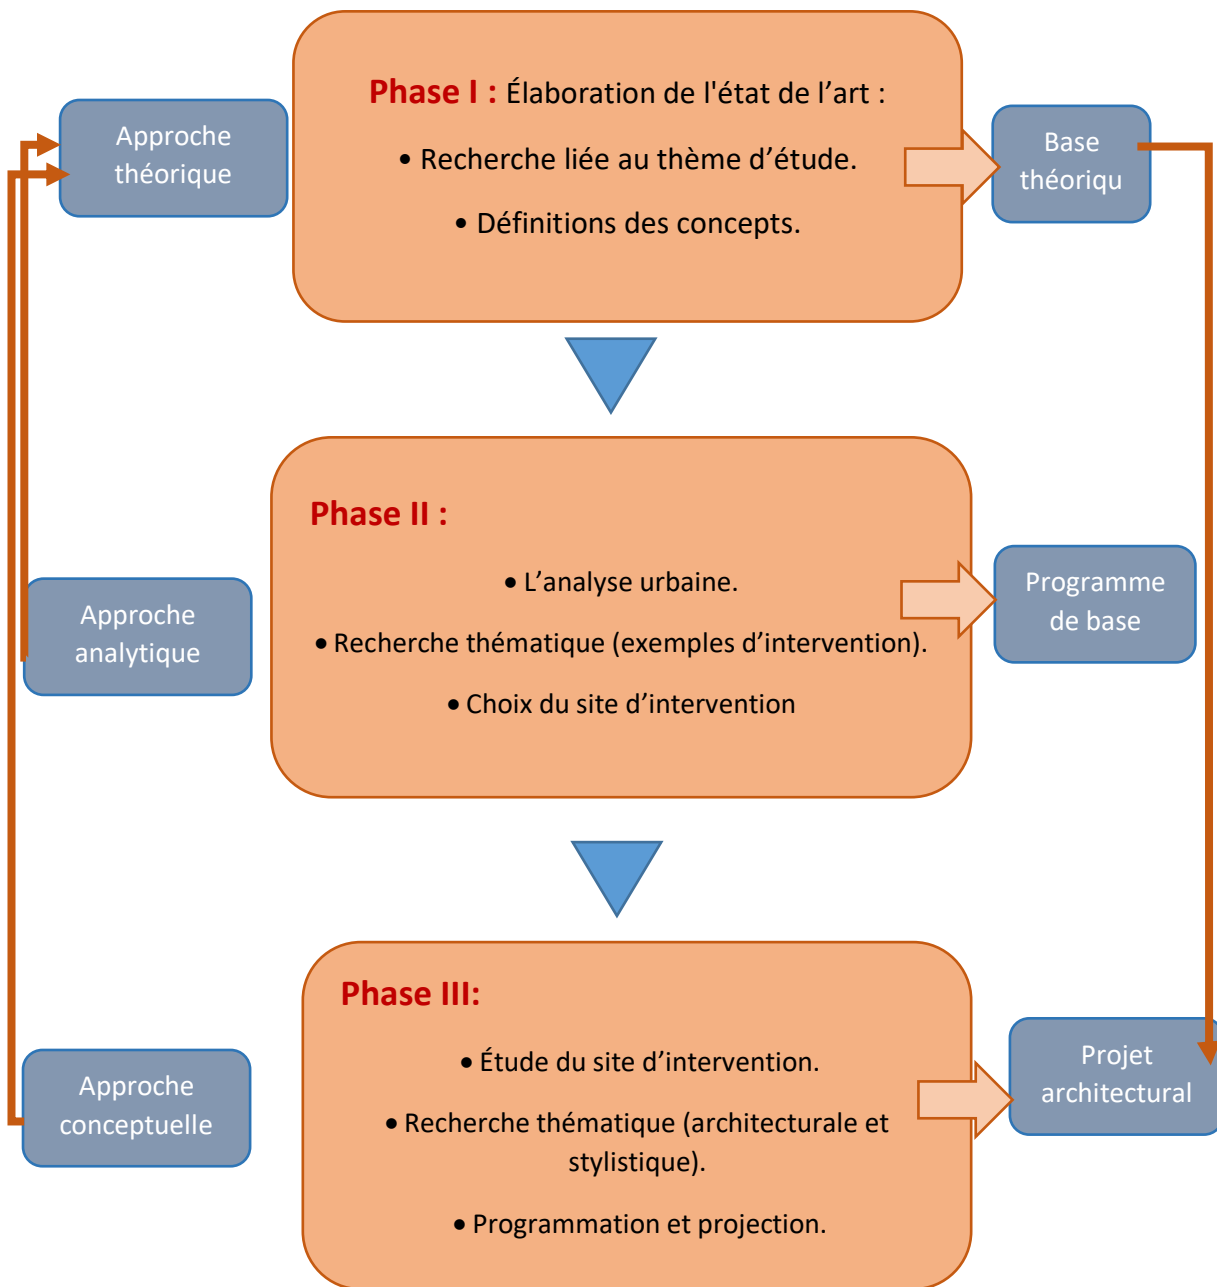 Phase I : Élaboration de l'état de l’art :
• Recherche liée au thème d’étude.
• Définitions des concepts.
Approche
théorique
Base
théoriqu
Phase II :
• L’analyse urbaine.
• Recherche thématique (exemples d’intervention).
• Choix du site d’intervention
Approche
analytique
Programme
de base
Phase III:
• Étude du site d’intervention.
• Recherche thématique (architecturale et
stylistique).
• Programmation et projection.
Approche
conceptuelle
Projet
architectural